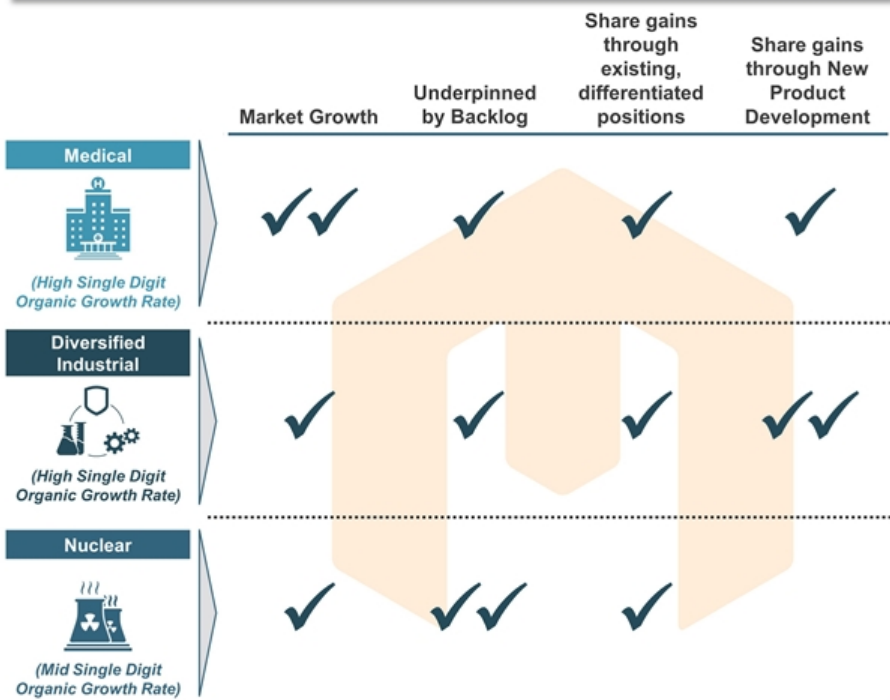 Market Growth
Underpinned
by Backlog
Share gains
through
existing,
differentiated
positions
Share gains
through New
Product
Development
Medical
H
(High Single Digit
Organic Growth Rate)
Diversified
Industrial
(High Single Digit
Organic Growth Rate)
Nuclear
(Mid Single Digit
Organic Growth Rate)